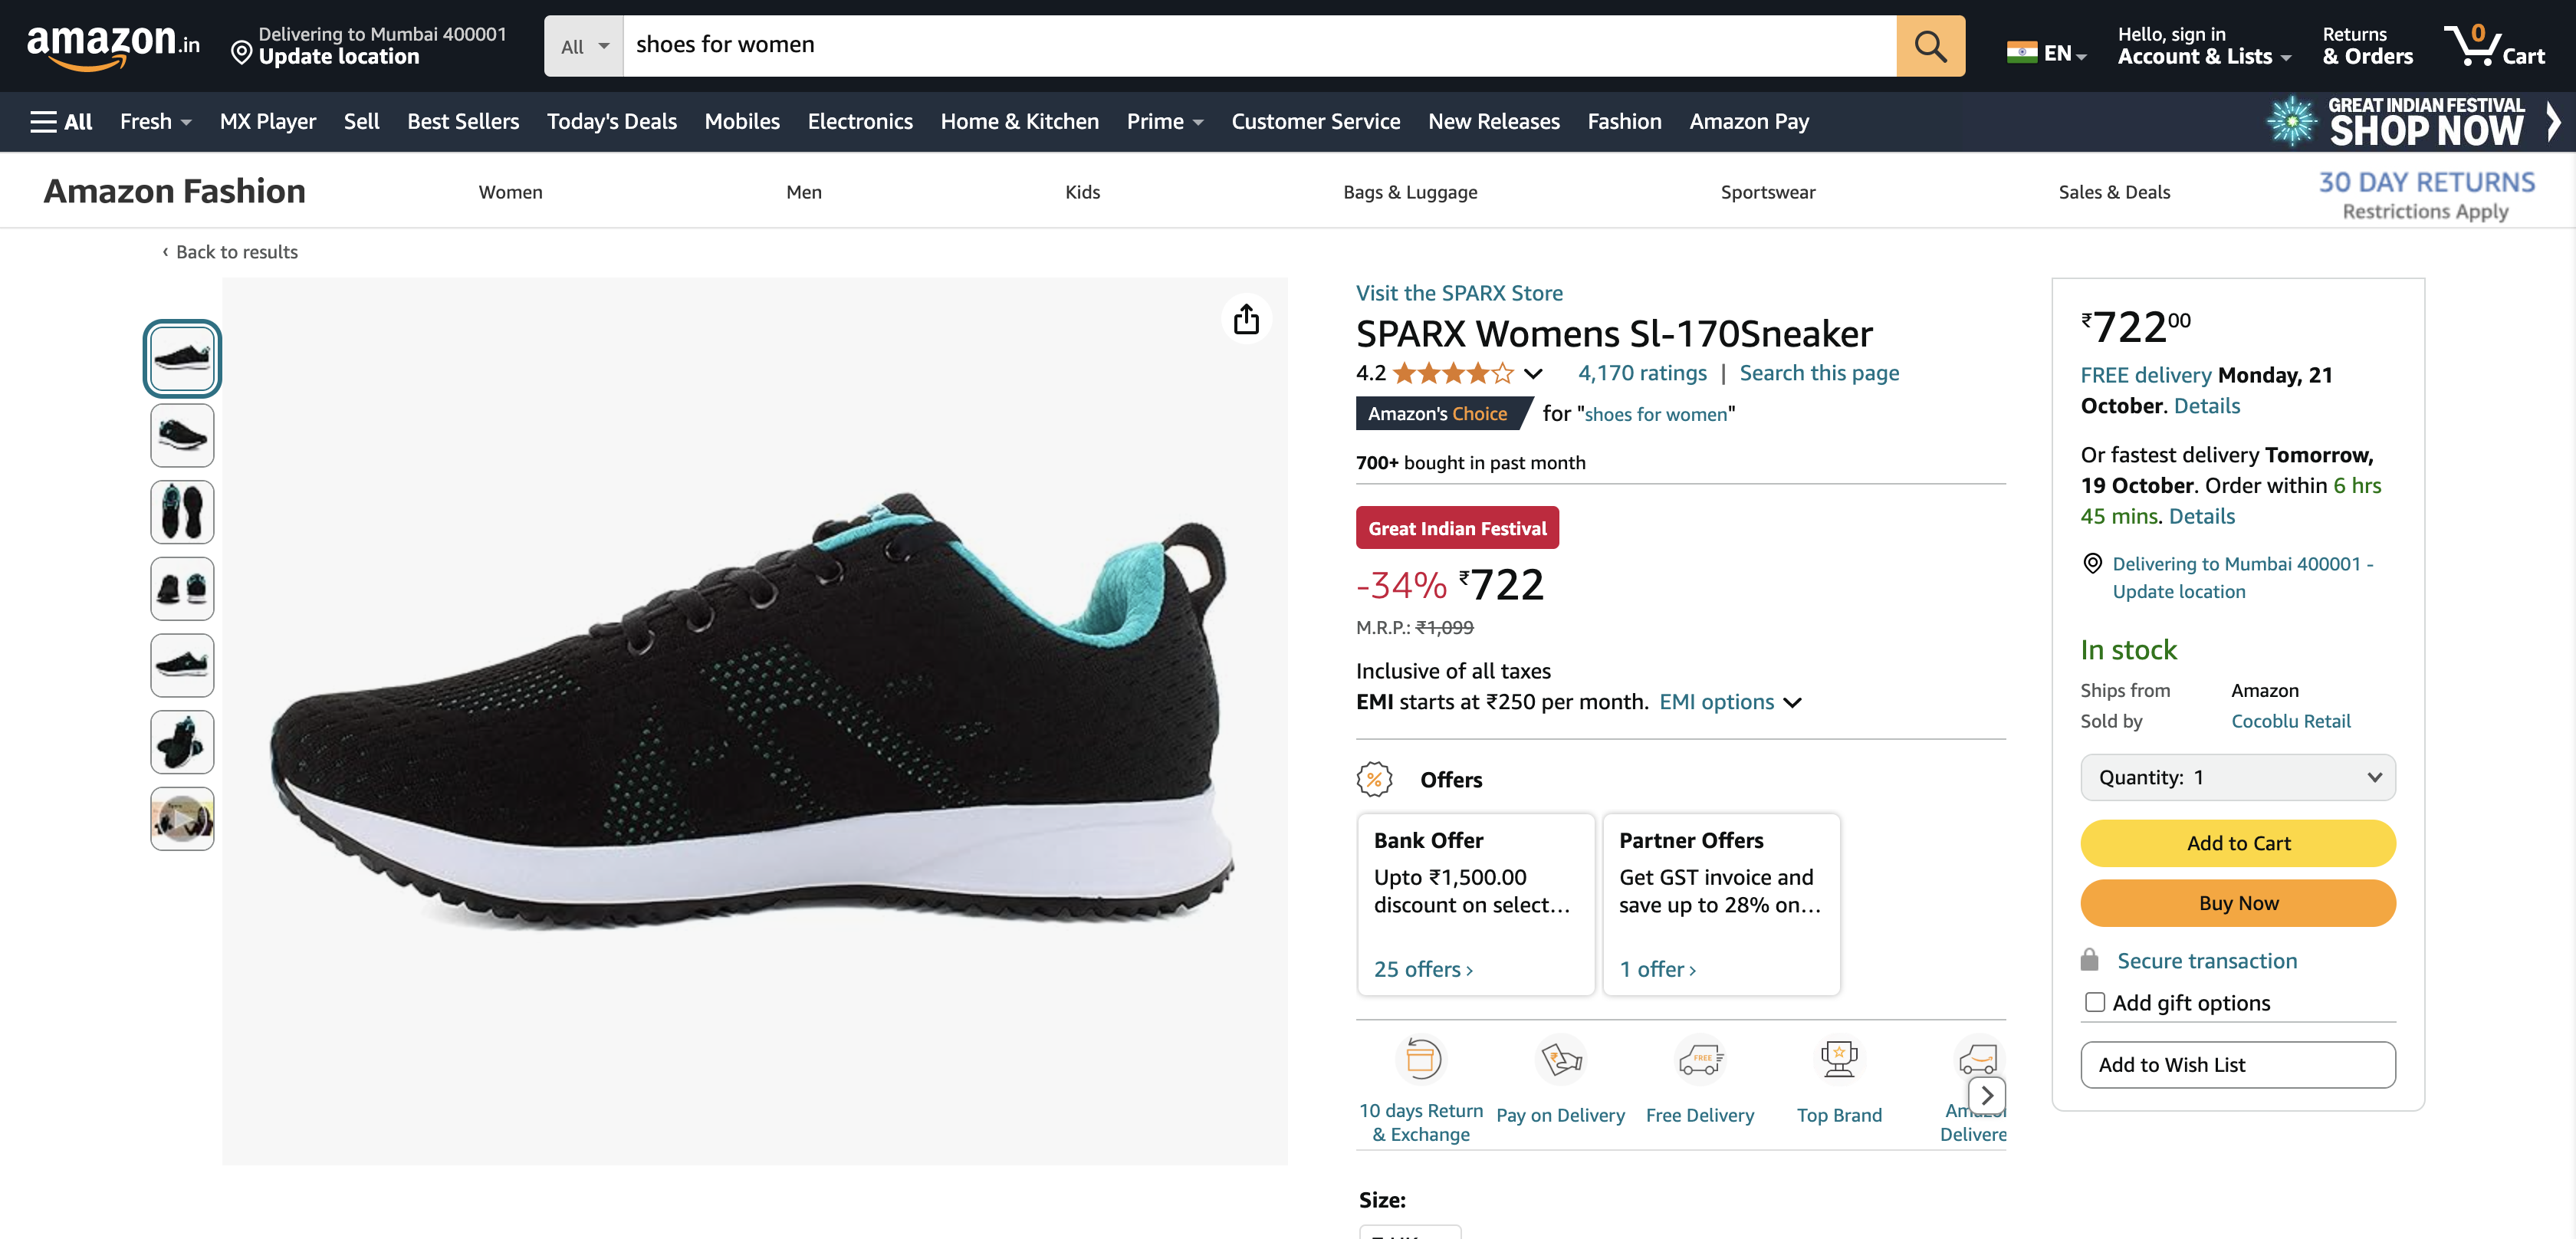 amazon.in
Delivering to Mumbai 400001
Update location
All
shoes for women
EN
Hello, sign in
Account & Lists
Returns
& Orders
0
Cart
All
Fresh
MX Player
Sell
Best Sellers
Today's Deals
Mobiles
Electronics
Home & Kitchen
Prime
Customer Service
New Releases
Fashion
Amazon Pay
GREAT INDIAN FESTIVAL
SHOP NOW
Amazon Fashion
Women
Men
Kids
Bags & Luggage
Sportswear
Sales & Deals
30 DAY RETURNS
Restrictions Apply
‹ Back to results
Visit the SPARX Store
SPARX Womens Sl-170Sneaker
4.2
4,170 ratings | Search this page
Amazon's Choice for "shoes for women"
700+ bought in past month
Great Indian Festival
-34% ₹722
M.R.P.: ₹1,099
Inclusive of all taxes
EMI starts at ₹250 per month. EMI options
Offers
Bank Offer
Upto ₹1,500.00
discount on select…
25 offers ›
Partner Offers
Get GST invoice and
save up to 28% on…
1 offer ›
10 days Return
& Exchange
Pay on Delivery
FREE
Free Delivery
Top Brand
Size:
₹72200
FREE delivery Monday, 21
October. Details
Or fastest delivery Tomorrow,
19 October. Order within 6 hrs
45 mins. Details
Delivering to Mumbai 400001 -
Update location
In stock
Ships from Amazon
Sold by Cocoblu Retail
Quantity: 1
Add to Cart
Buy Now
Secure transaction
Add gift options
Add to Wish List